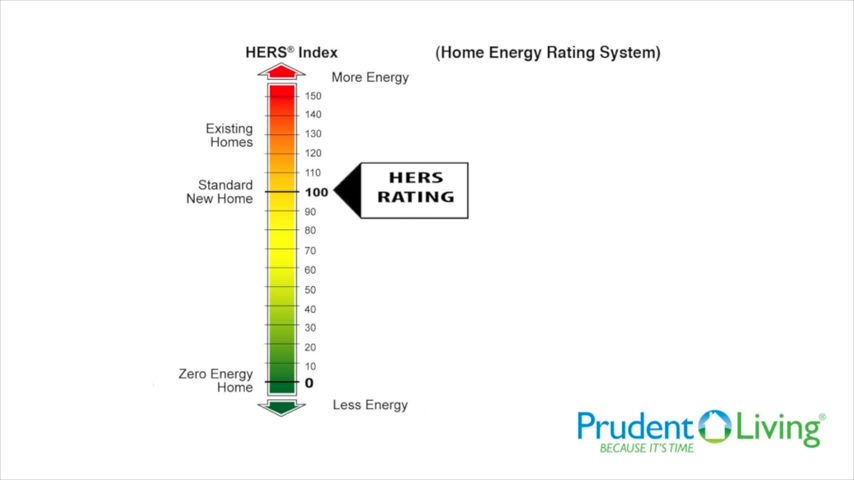 HERS® Index
(Home Energy Rating System)
More Energy
150
140
Existing
Homes
130
120
110
Standard
New Home
100
HERS
RATING
90
80
70
60
50
40
30
20
10
Zero Energy
Home
0
Less Energy
Prudent Living®
BECAUSE IT'S TIME